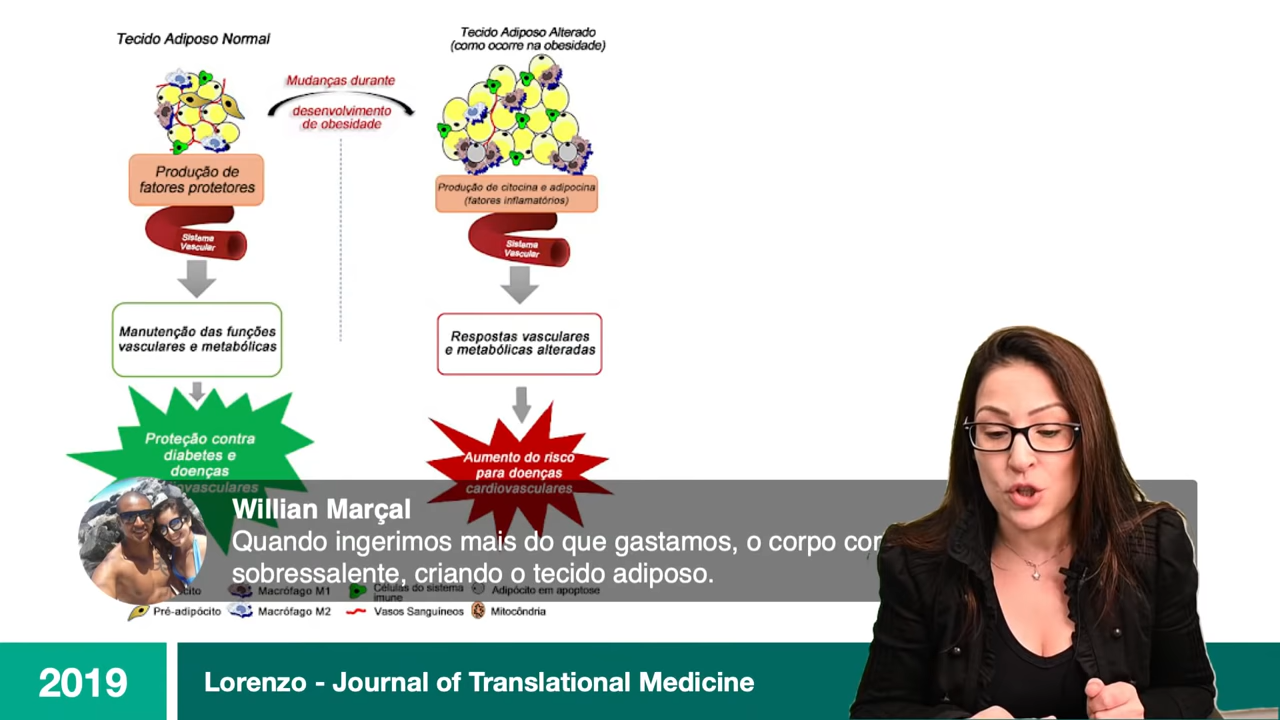 Tecido Adiposo Normal
Tecido Adiposo Alterado
(como ocorre na obesidade)
Mudanças durante
desenvolvimento
de obesidade
Produção de
fatores protetores
Produção de citocina e adipocina
(fatores inflamatórios)
Sistema
Vascular
Sistema
Vascular
Manutenção das funções
vasculares e metabólicas
Respostas vasculares
e metabólicas alteradas
Proteção contra
diabetes e
doenças
Aumento do risco
para doenças
cardiovasculares
Willian Marçal
Quando ingerimos mais do que gastamos, o corpo
sobressalente, criando o tecido adiposo.
Macrófago M1
Células do sistema
imune
Adipócito em apoptose
Pré-adipócito
Macrófago M2
Vasos Sanguíneos
Mitocôndria
2019
Lorenzo - Journal of Translational Medicine